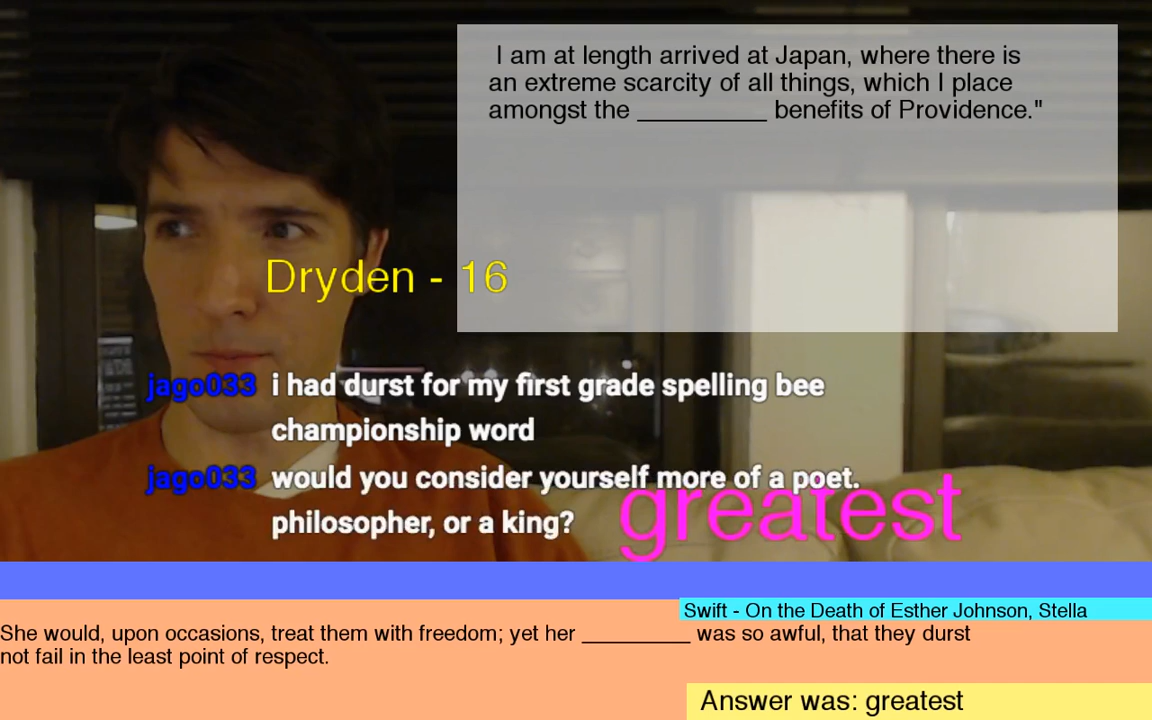 I am at length arrived at Japan, where there is
an extreme scarcity of all things, which I place
amongst the __________ benefits of Providence."
Dryden - 16
jago033 i had durst for my first grade spelling bee
championship word
jago033 would you consider yourself more of a poet.
philosopher, or a king?
greatest
Swift - On the Death of Esther Johnson, Stella
She would, upon occasions, treat them with freedom; yet her __________ was so awful, that they durst
not fail in the least point of respect.
Answer was: greatest